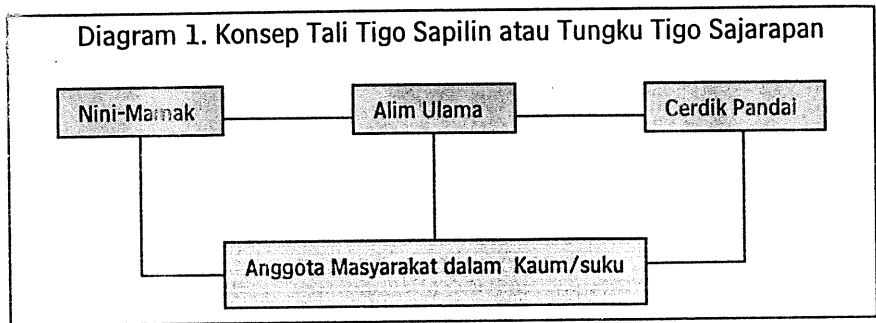 Diagram 1. Konsep Tali Tigo Sapilin atau Tungku Tigo Sajarapan
Nini-Mamak
Alim Ulama
Cerdik Pandai
Anggota Masyarakat dalam Kaum/suku